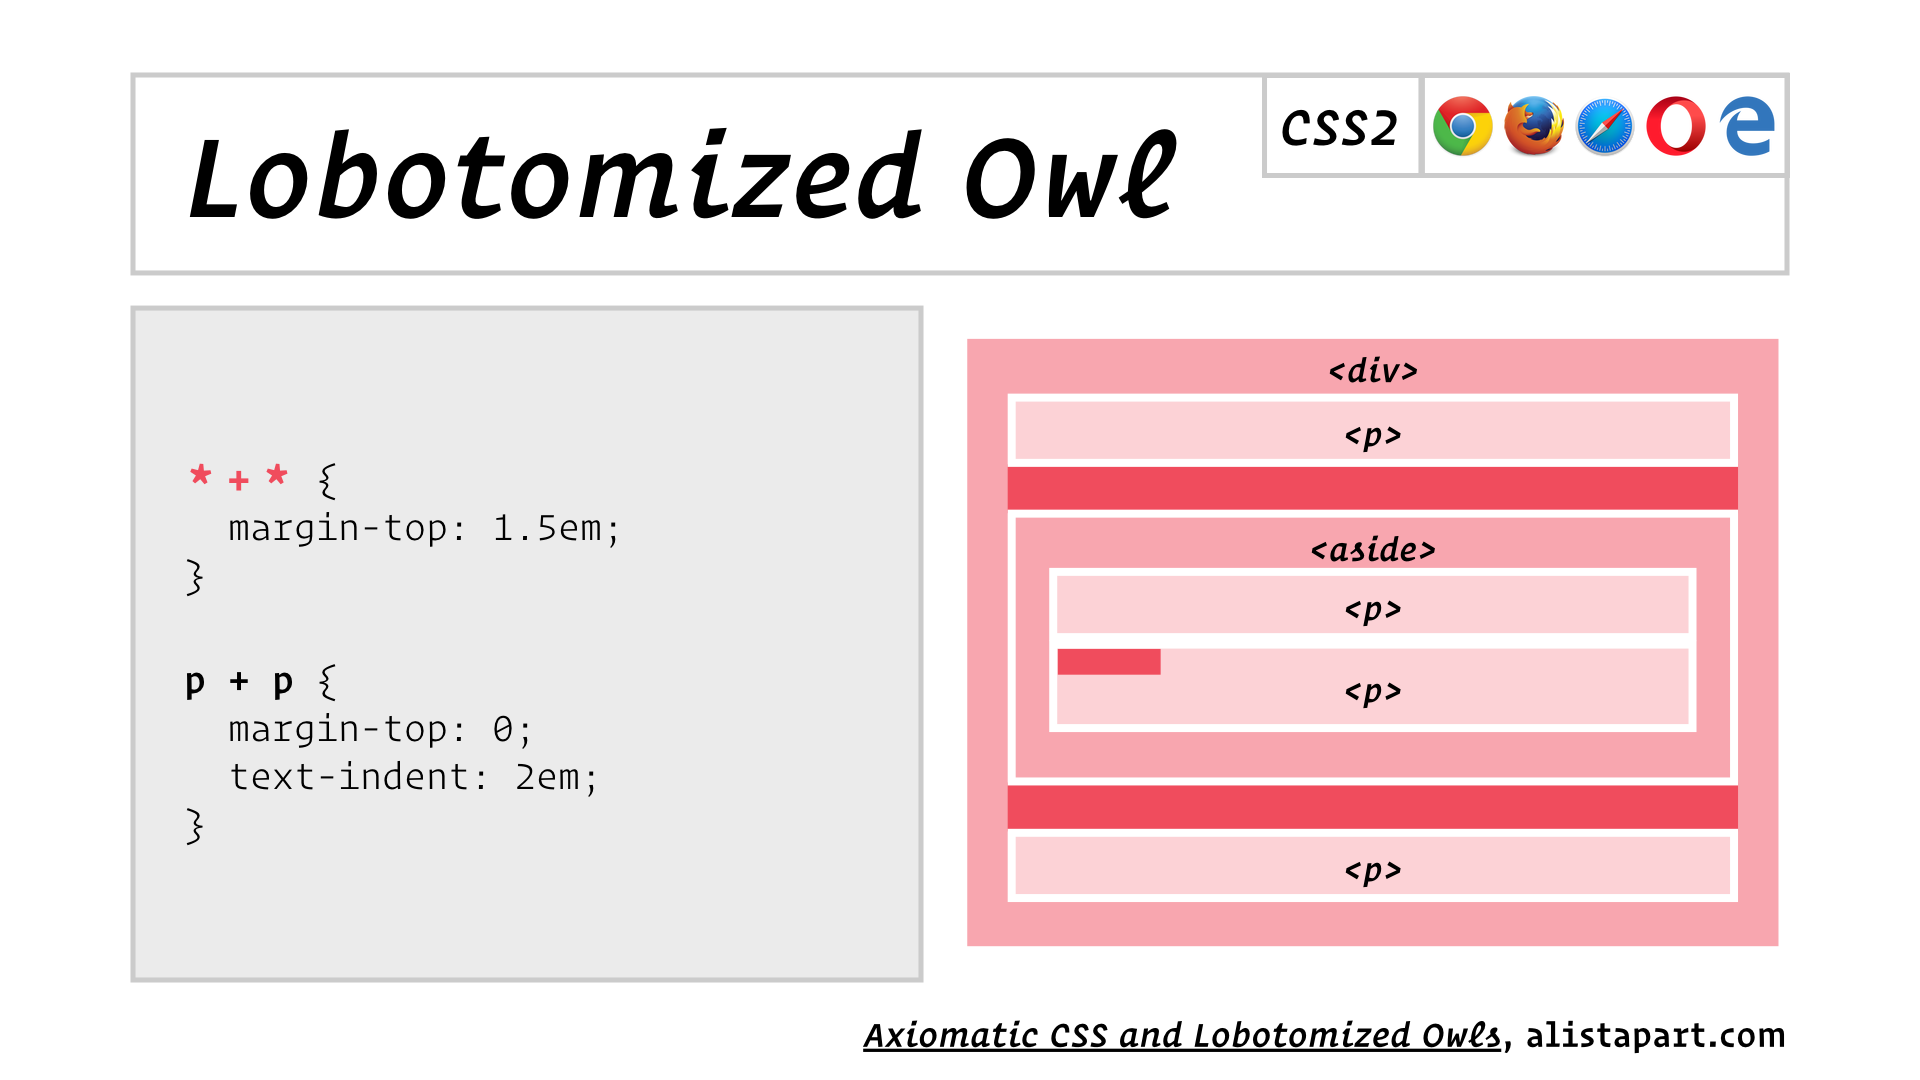 Lobotomized Owl
CSS2
* + * {
  margin-top: 1.5em;
}
p + p {
  margin-top: 0;
  text-indent: 2em;
}
<div>
<p>
<aside>
<p>
<p>
<p>
Axiomatic CSS and Lobotomized Owls, alistapart.com